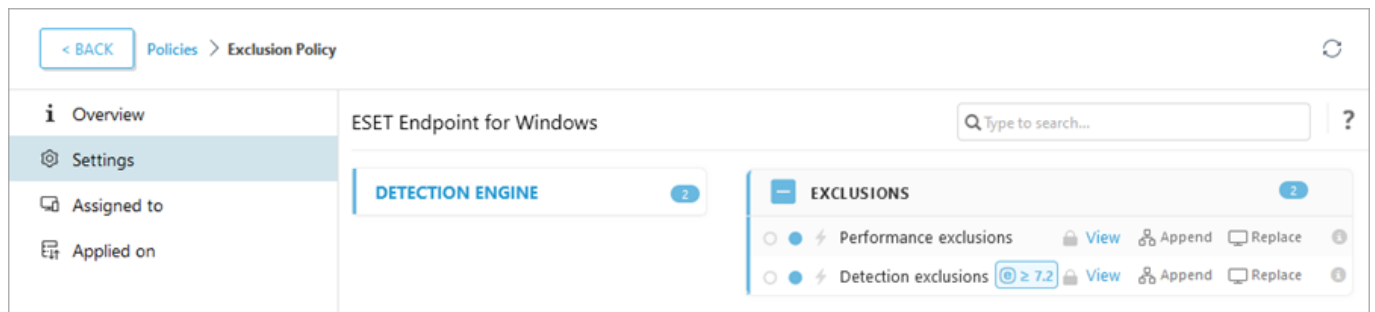 < BACK Policies > Exclusion Policy
i Overview
ESET Endpoint for Windows
Type to search...
?
Settings
DETECTION ENGINE 2
EXCLUSIONS 2
Assigned to
Performance exclusions View Append Replace
Applied on
Detection exclusions e ≥ 7.2 View Append Replace